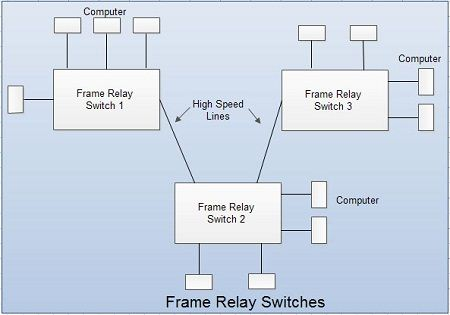 Computer
Frame Relay
Switch 1
High Speed
Lines
Frame Relay
Switch 3
Computer
Frame Relay
Switch 2
Computer
Frame Relay Switches